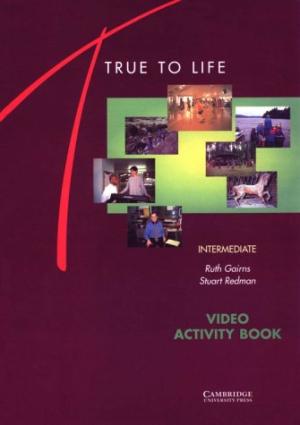 TRUE TO LIFE
INTERMEDIATE
Ruth Gairns
Stuart Redman
VIDEO
ACTIVITY BOOK
CAMBRIDGE
UNIVERSITY PRESS